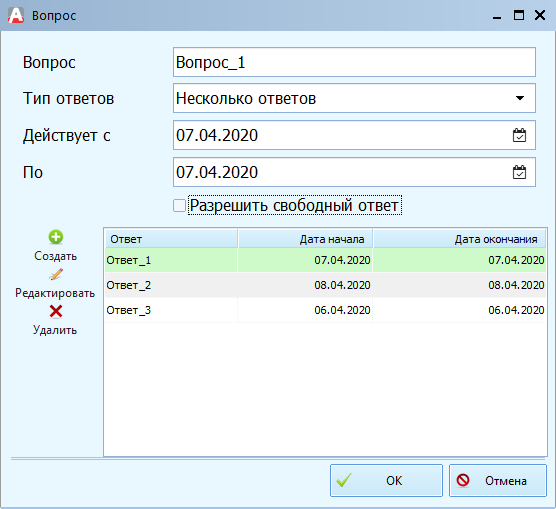 Вопрос
Вопрос Вопрос_1
Тип ответов Несколько ответов
Действует с 07.04.2020
По 07.04.2020
Разрешить свободный ответ
Создать
Редактировать
Удалить
Ответ Дата начала Дата окончания
Ответ_1 07.04.2020 07.04.2020
Ответ_2 08.04.2020 08.04.2020
Ответ_3 06.04.2020 06.04.2020
OK Отмена